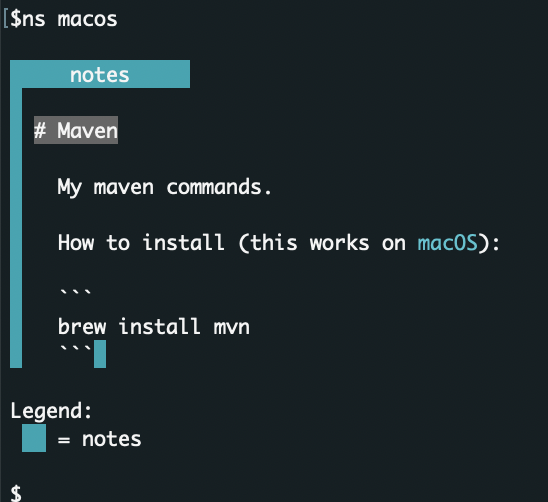 $ns macos
notes
# Maven
My maven commands.
How to install (this works on macOS):
```
brew install mvn
```
Legend:
= notes
$